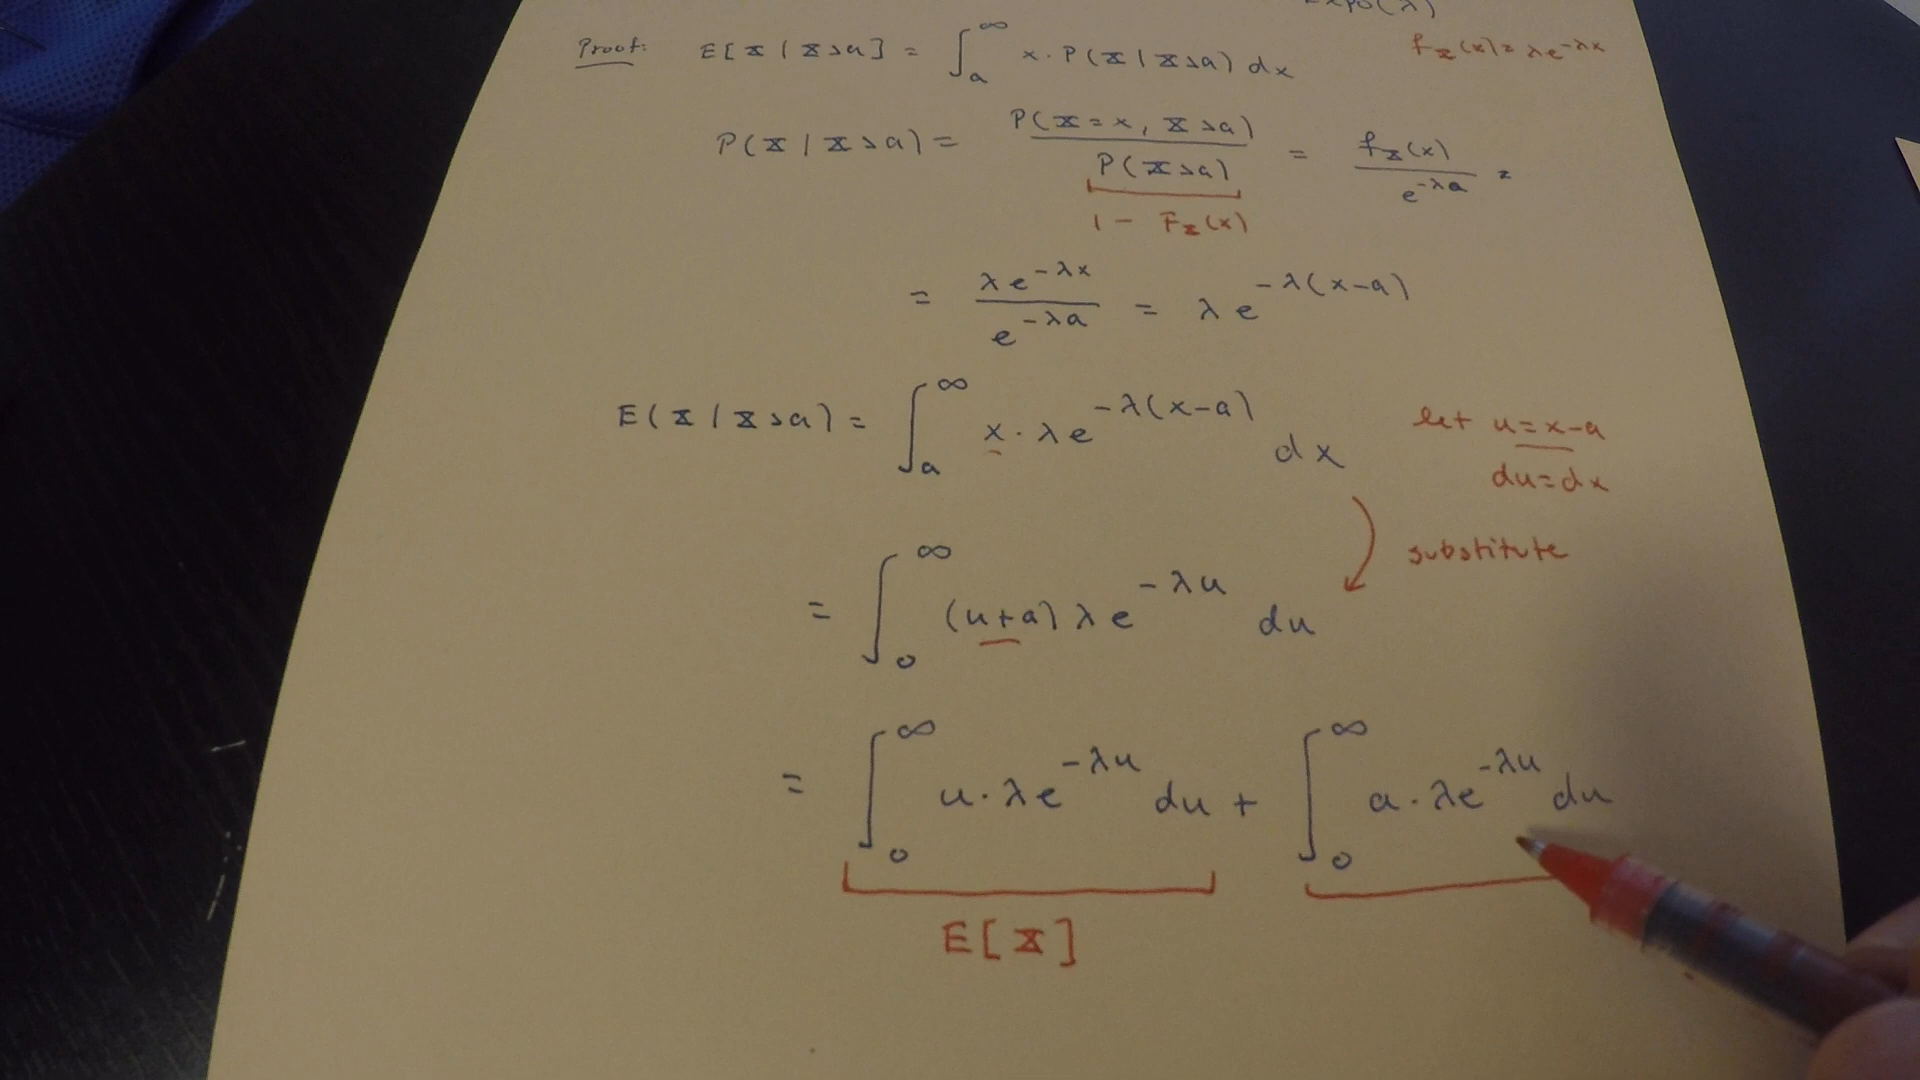 Expo(λ)
Proof: E[X | X>a] = ∫_a^∞ x · P(X | X>a) dx
f_X(x) = λe^{-λx}
P(X | X>a) = P(X=x, X>a) / P(X>a) = f_X(x) / e^{-λa} =
1 - F_X(x)
= λe^{-λx} / e^{-λa} = λe^{-λ(x-a)}
E(X | X>a) = ∫_a^∞ x · λe^{-λ(x-a)} dx
let u=x-a
du=dx
substitute
= ∫_0^∞ (u+a) λe^{-λu} du
= ∫_0^∞ u · λe^{-λu} du + ∫_0^∞ a · λe^{-λu} du
E[X]